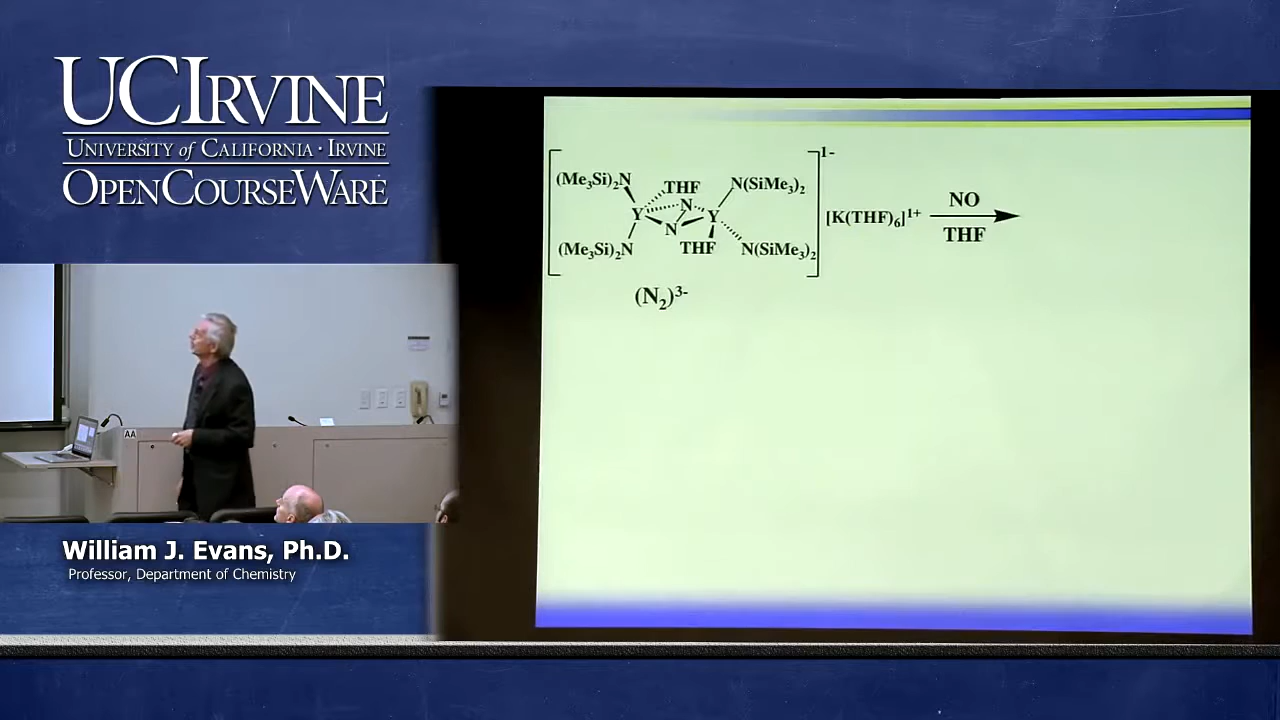 UCIRVINE
UNIVERSITY of CALIFORNIA · IRVINE
OPENCOURSEWARE
1-
(Me3Si)2N THF N(SiMe3)2
N
Y Y [K(THF)6]1+ NO
N THF
(Me3Si)2N THF N(SiMe3)2
(N2)3-
AA
William J. Evans, Ph.D.
Professor, Department of Chemistry